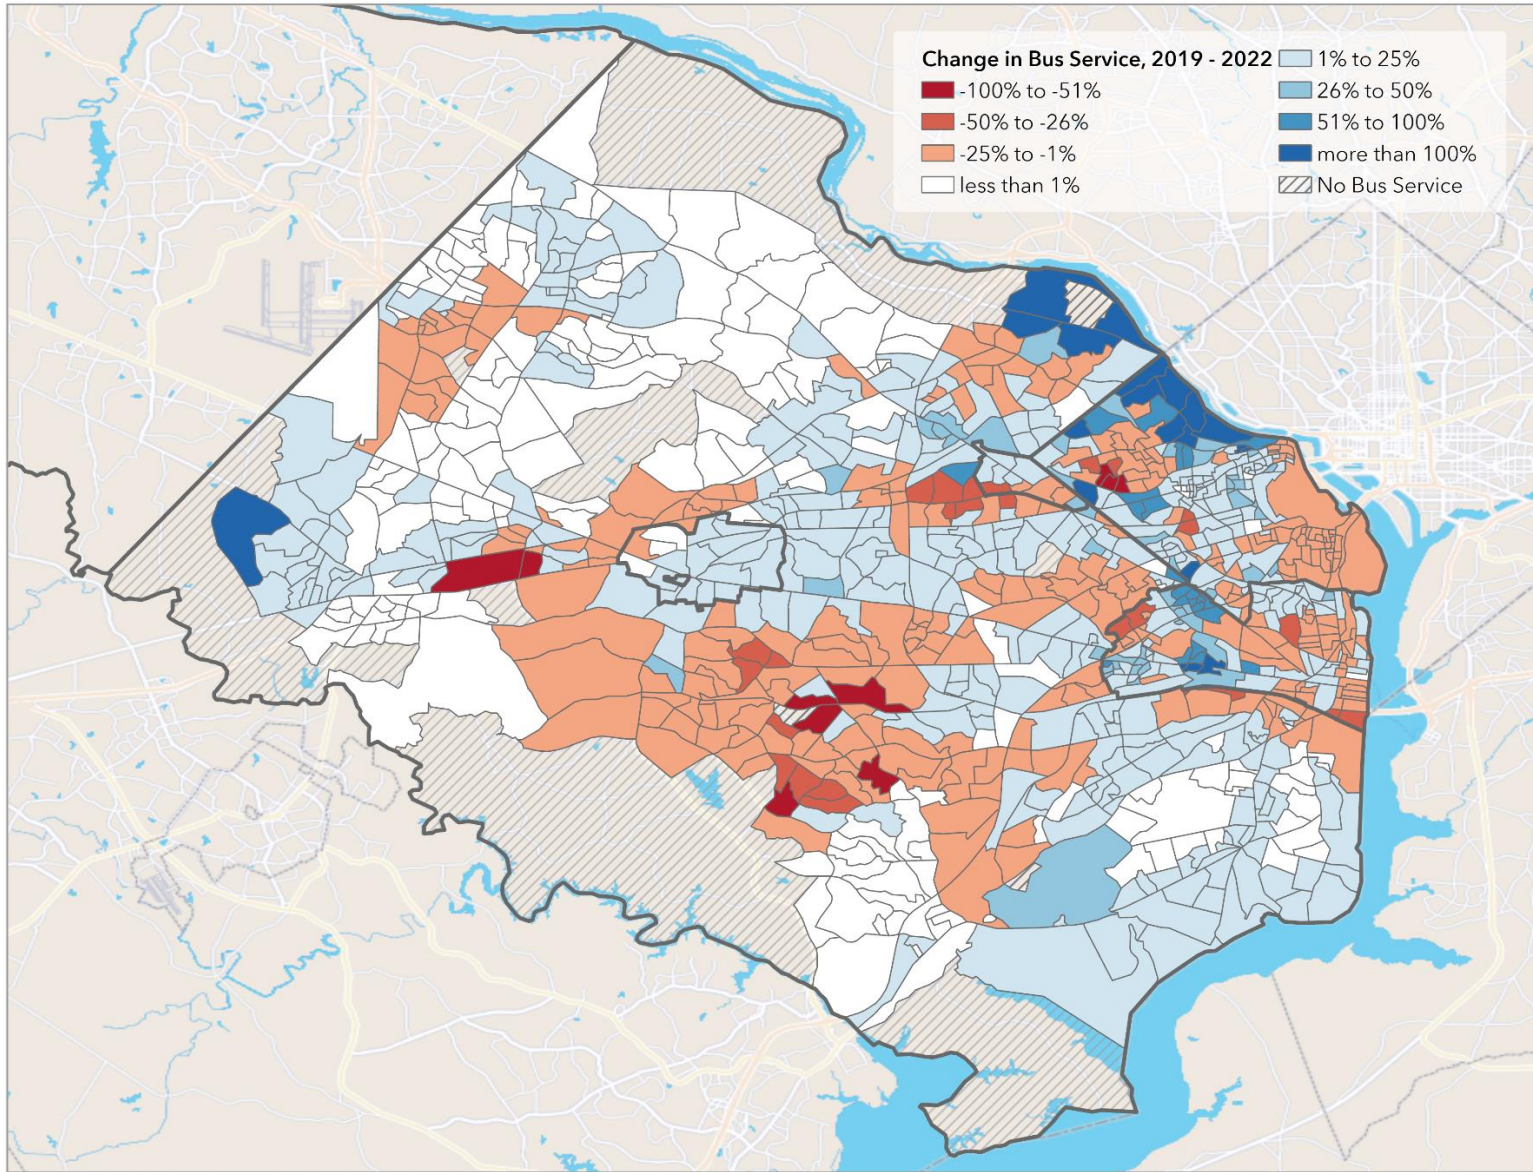 Change in Bus Service, 2019 - 2022
-100% to -51%
-50% to -26%
-25% to -1%
less than 1%
1% to 25%
26% to 50%
51% to 100%
more than 100%
No Bus Service